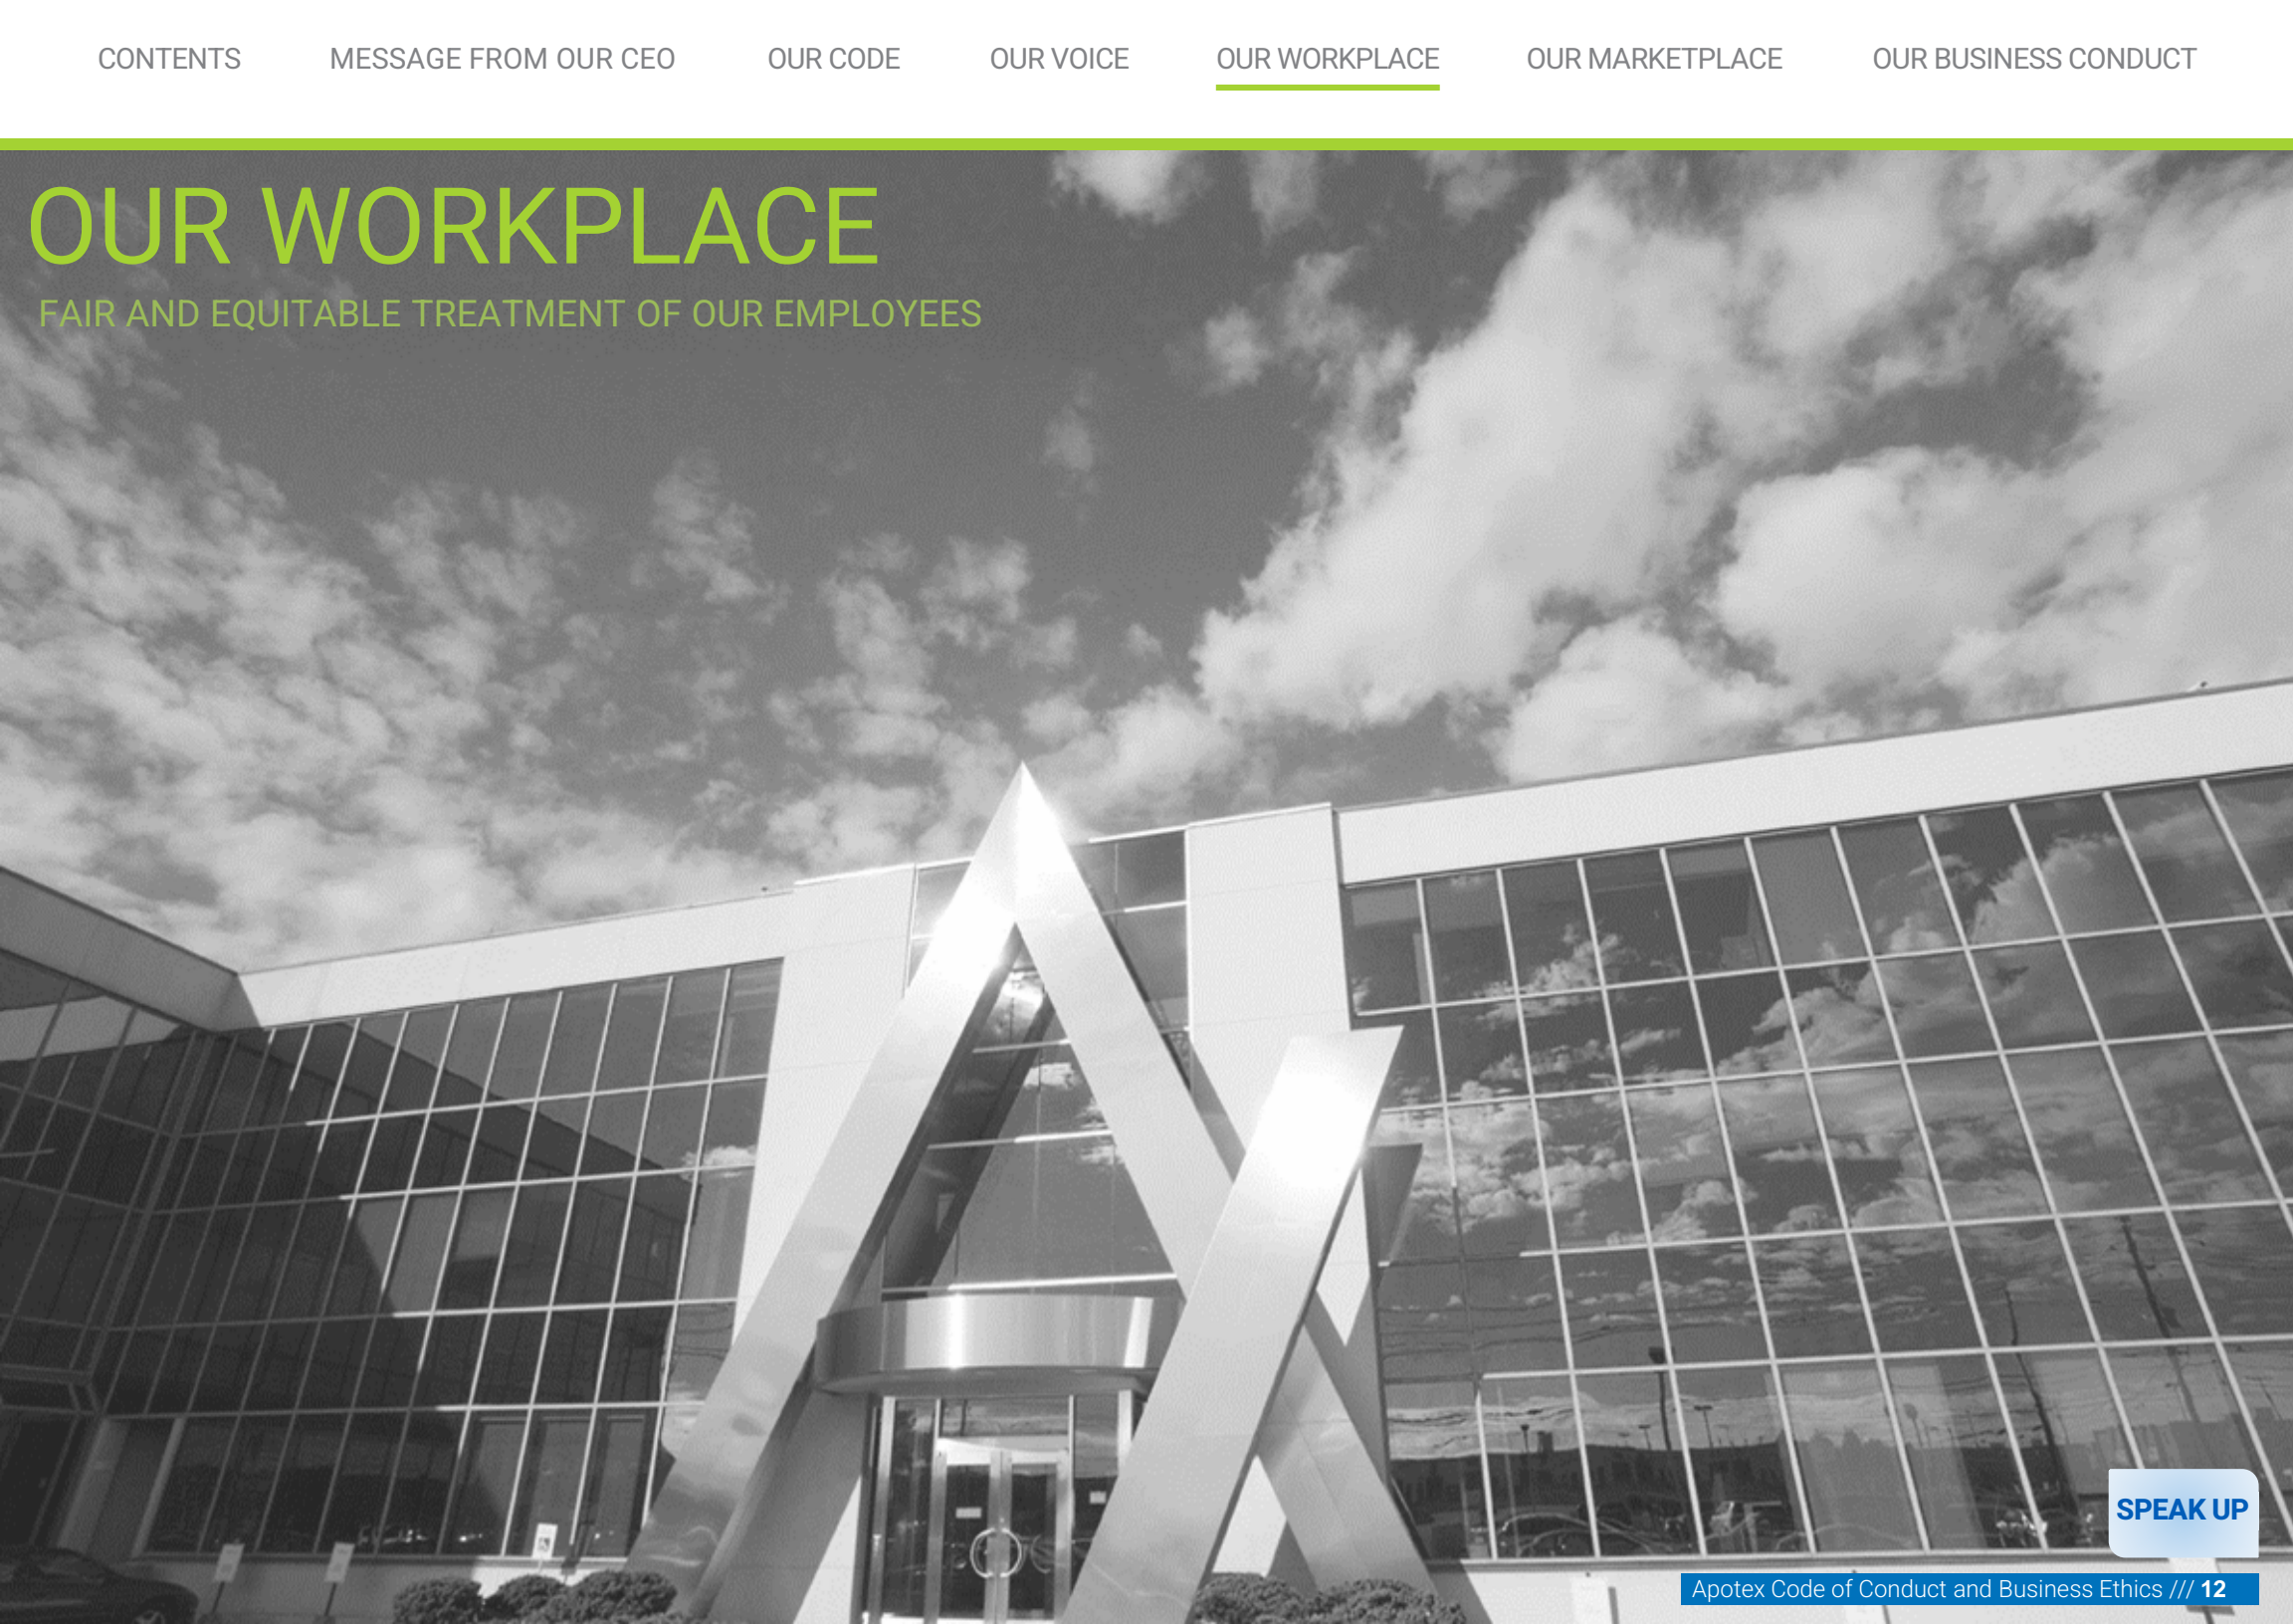 CONTENTS MESSAGE FROM OUR CEO OUR CODE OUR VOICE OUR WORKPLACE OUR MARKETPLACE OUR BUSINESS CONDUCT
OUR WORKPLACE
FAIR AND EQUITABLE TREATMENT OF OUR EMPLOYEES
SPEAK UP
Apotex Code of Conduct and Business Ethics /// 12